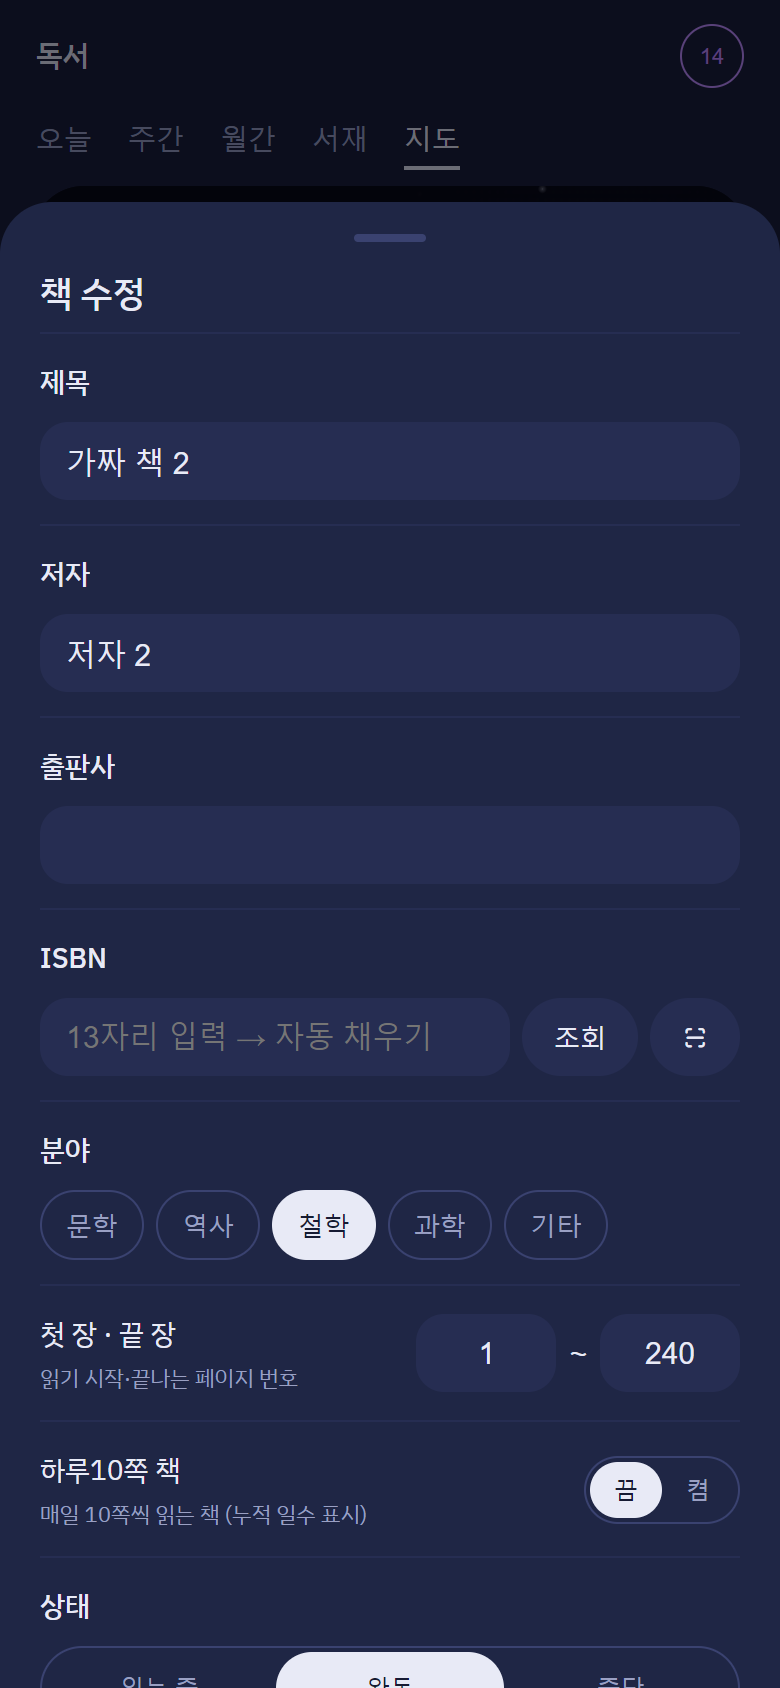 독서
14
오늘 주간 월간 서재 지도
책 수정
제목
가짜 책 2
저자
저자 2
출판사
ISBN
13자리 입력 → 자동 채우기 조회
분야
문학 역사 철학 과학 기타
첫 장 · 끝 장
1 ~ 240
읽기 시작·끝나는 페이지 번호
하루10쪽 책
끔 켬
매일 10쪽씩 읽는 책 (누적 일수 표시)
상태